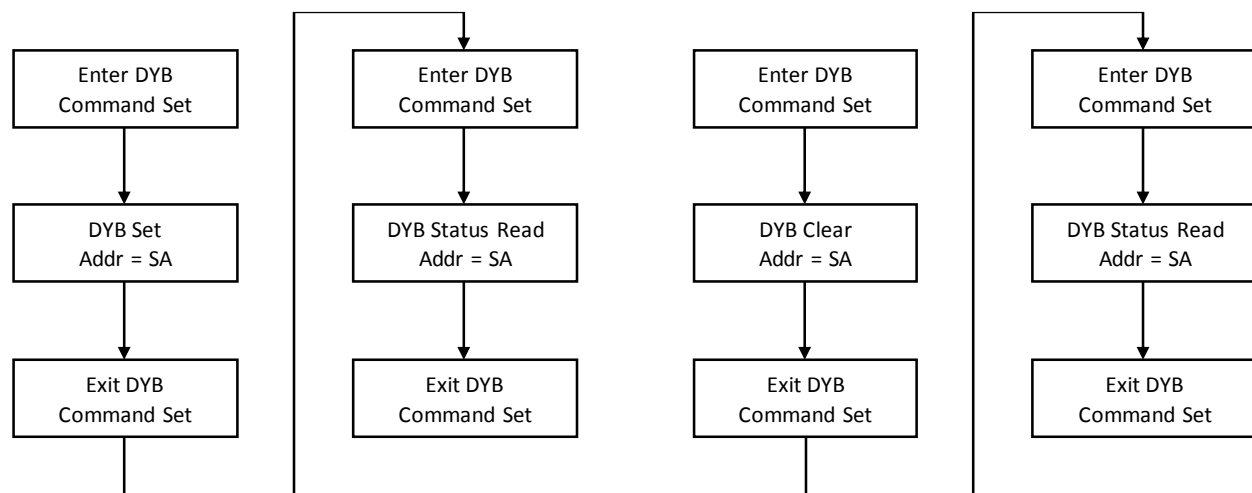 Enter DYB
Command Set
DYB Set
Addr = SA
Exit DYB
Command Set
Enter DYB
Command Set
DYB Status Read
Addr = SA
Exit DYB
Command Set
Enter DYB
Command Set
DYB Clear
Addr = SA
Exit DYB
Command Set
Enter DYB
Command Set
DYB Status Read
Addr = SA
Exit DYB
Command Set